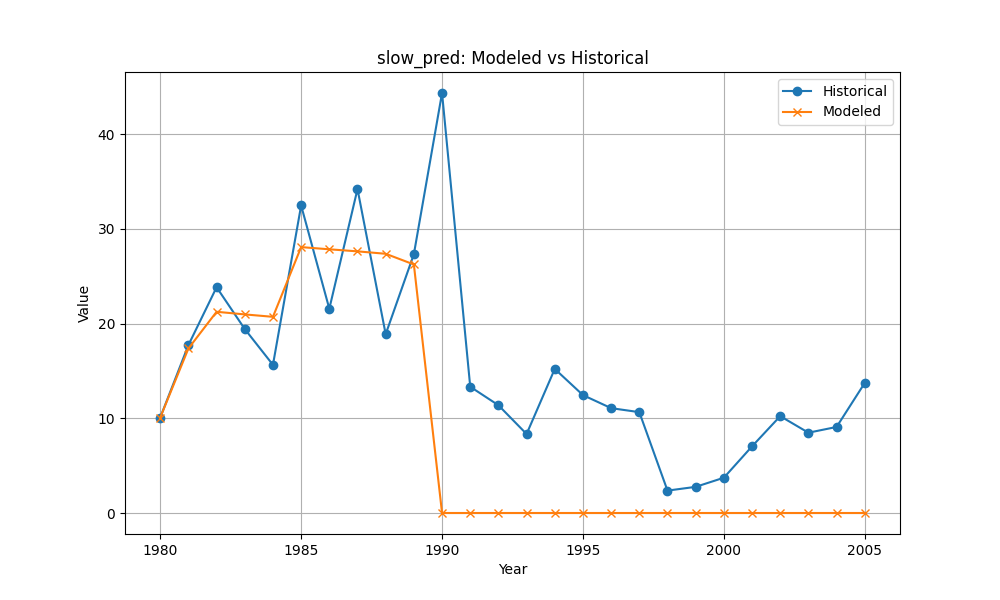 slow_pred: Modeled vs Historical
Historical
Modeled
Value
40
30
20
10
0
1980
1985
1990
1995
2000
2005
Year